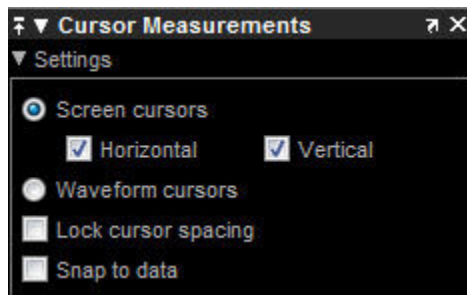 Cursor Measurements
Settings
Screen cursors
Horizontal Vertical
Waveform cursors
Lock cursor spacing
Snap to data